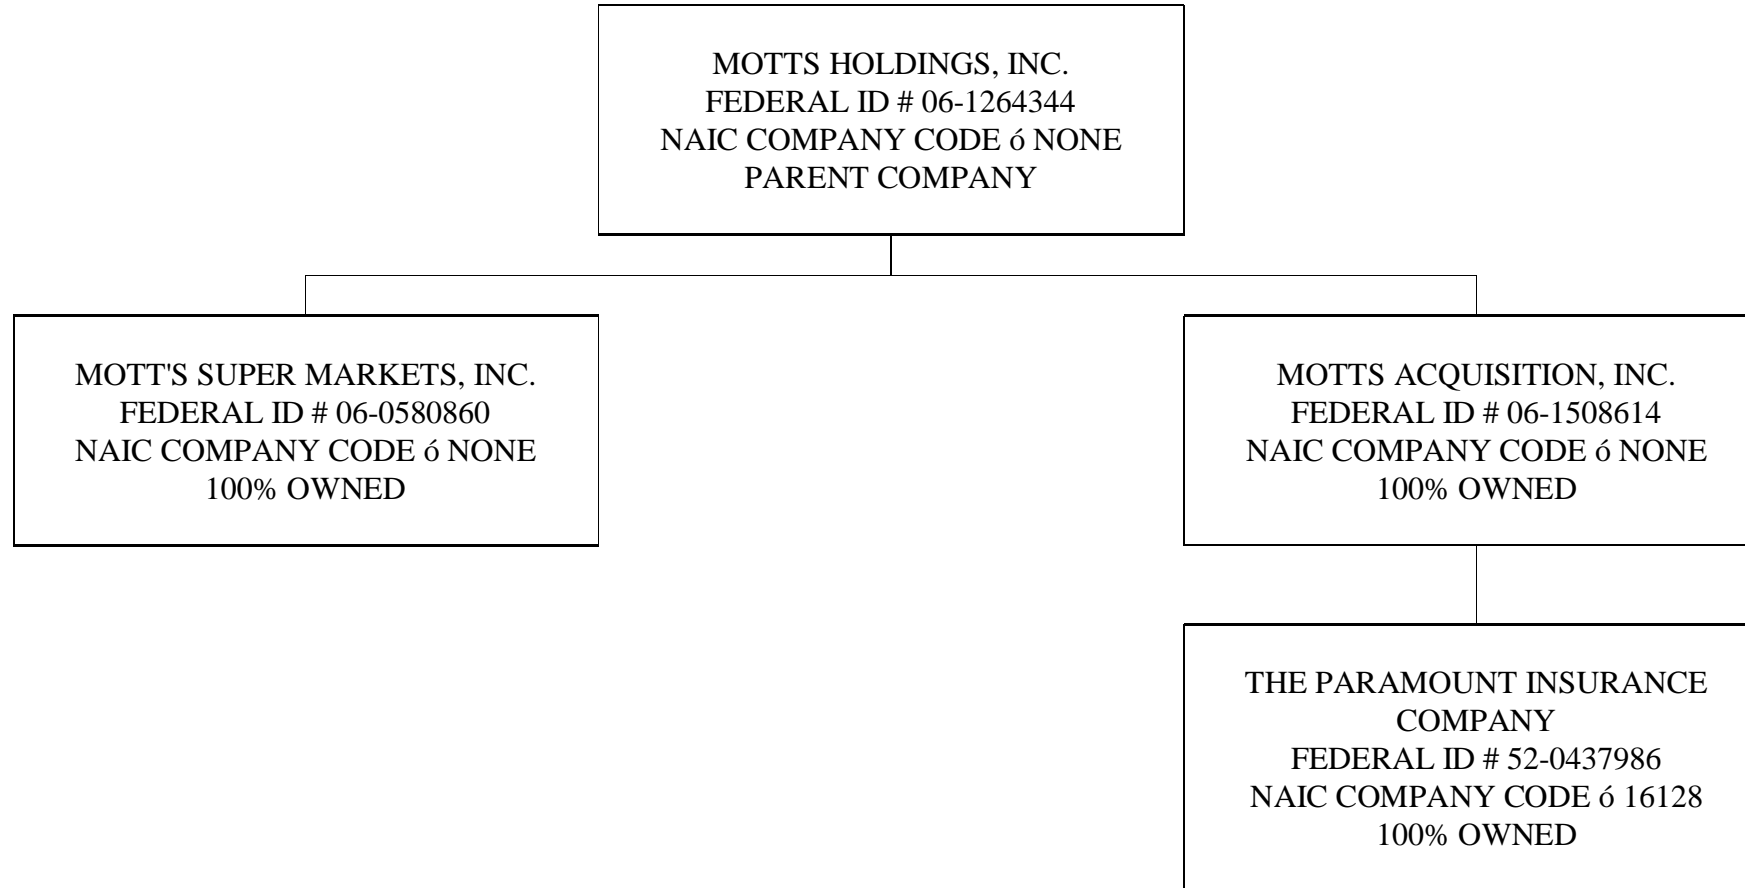 MOTTS HOLDINGS, INC.
FEDERAL ID # 06-1264344
NAIC COMPANY CODE ó NONE
PARENT COMPANY
MOTT'S SUPER MARKETS, INC.
FEDERAL ID # 06-0580860
NAIC COMPANY CODE ó NONE
100% OWNED
MOTTS ACQUISITION, INC.
FEDERAL ID # 06-1508614
NAIC COMPANY CODE ó NONE
100% OWNED
THE PARAMOUNT INSURANCE
COMPANY
FEDERAL ID # 52-0437986
NAIC COMPANY CODE ó 16128
100% OWNED